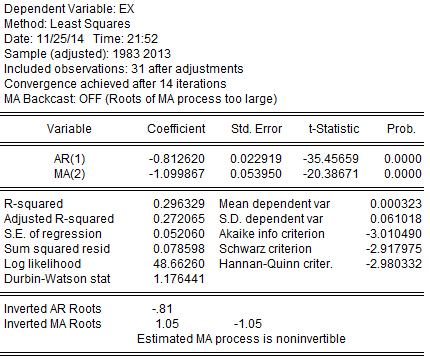 Dependent Variable: EX
Method: Least Squares
Date: 11/25/14 Time: 21:52
Sample (adjusted): 1983 2013
Included observations: 31 after adjustments
Convergence achieved after 14 iterations
MA Backcast: OFF (Roots of MA process too large)
Variable Coefficient Std. Error t-Statistic Prob.
AR(1) -0.812620 0.022919 -35.45659 0.0000
MA(2) -1.099867 0.053950 -20.38671 0.0000
R-squared 0.296329 Mean dependent var 0.000323
Adjusted R-squared 0.272065 S.D. dependent var 0.061018
S.E. of regression 0.052060 Akaike info criterion -3.010490
Sum squared resid 0.078598 Schwarz criterion -2.917975
Log likelihood 48.66260 Hannan-Quinn criter. -2.980332
Durbin-Watson stat 1.176441
Inverted AR Roots -.81
Inverted MA Roots 1.05 -1.05
Estimated MA process is noninvertible